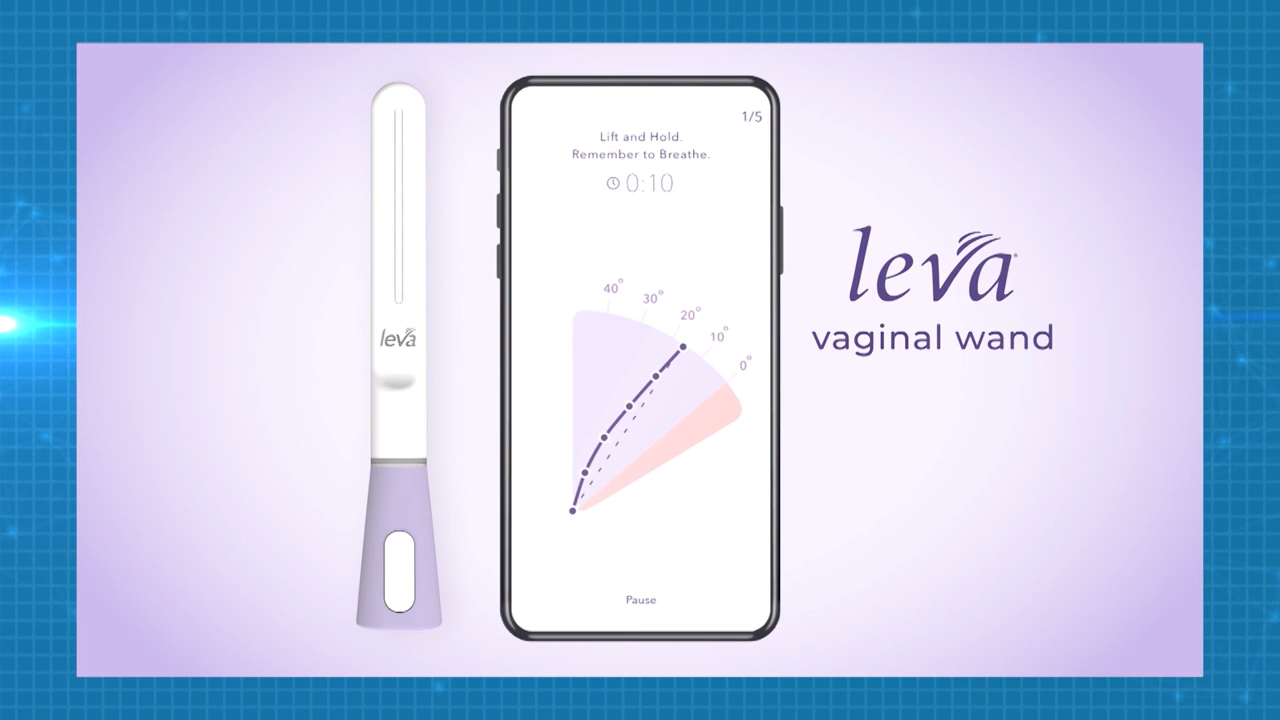 1/5
Lift and Hold.
Remember to Breathe.
0:10
40°
30°
20°
10°
0°
Pause
leva
leva
vaginal wand